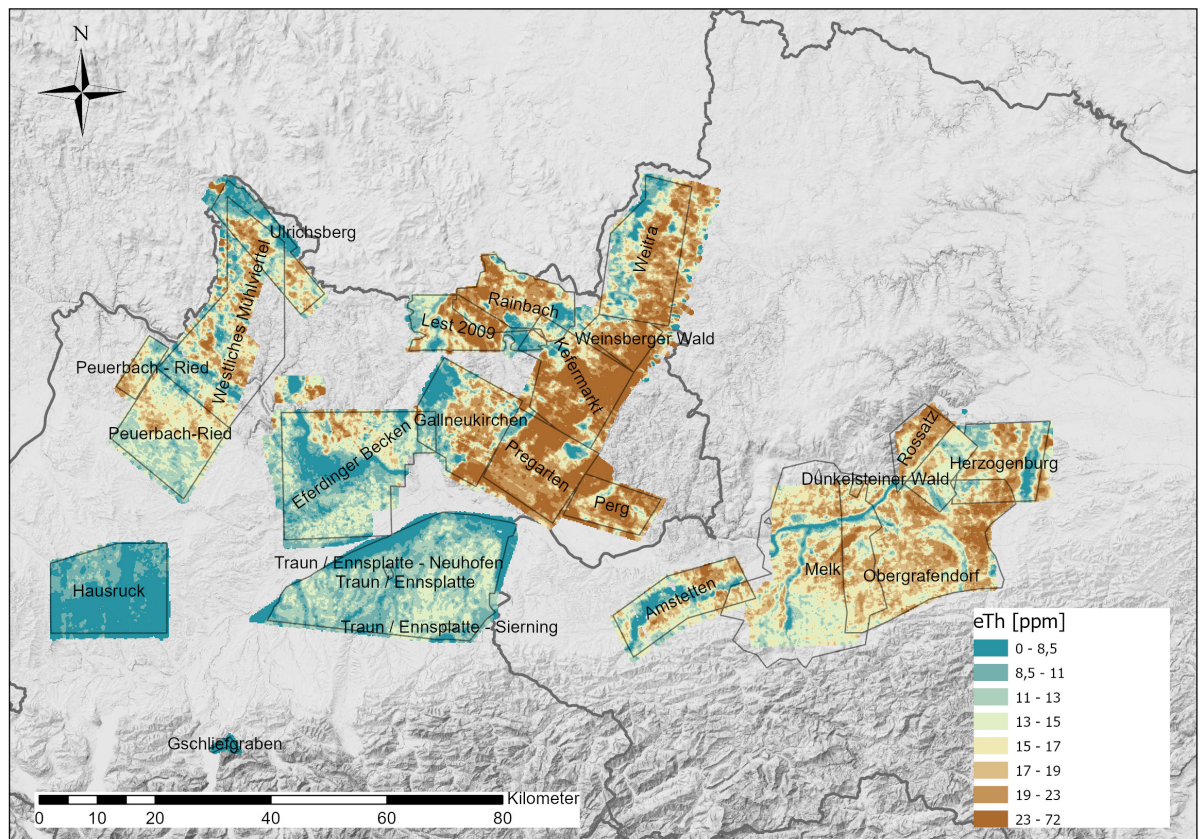 N
Ulrichsberg
Westliches Mühlviertel
Weitra
Rainbach
Lest 2009
Weinsberger Wald
Kefermarkt
Peuerbach - Ried
Peuerbach-Ried
Gallneukirchen
Eferdinger Becken
Pregarten
Perg
Rossatz
Herzogenburg
Dunkelsteiner Wald
Traun / Ennsplatte - Neuhofen
Traun / Ennsplatte
Traun / Ennsplatte - Sierning
Hausruck
Amstetten
Melk
Obergrafendorf
Gschliefgraben
eTh [ppm]
0 - 8,5
8,5 - 11
11 - 13
13 - 15
15 - 17
17 - 19
19 - 23
23 - 72
Kilometer
0 10 20 40 60 80